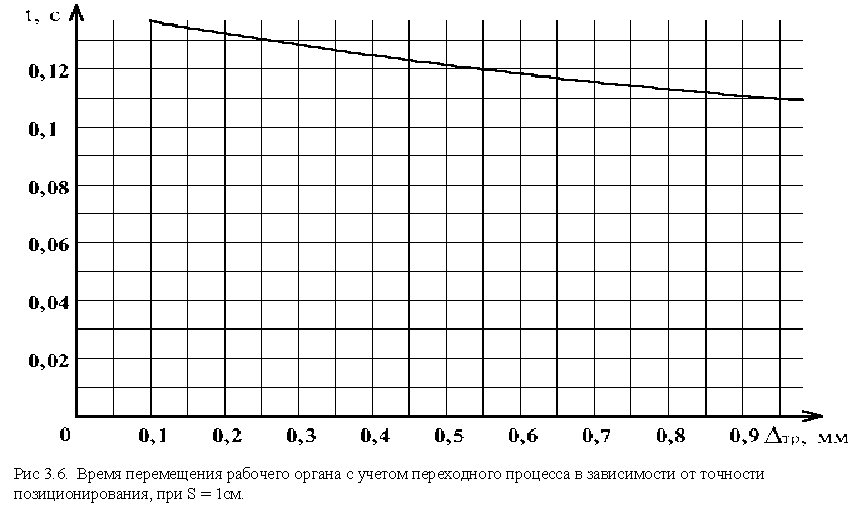 t, с
0,12
0,1
0,08
0,06
0,04
0,02
0 0,1 0,2 0,3 0,4 0,5 0,6 0,7 0,8 0,9 Δтр, мм
Рис 3.6. Время перемещения рабочего органа с учетом переходного процесса в зависимости от точности
позиционирования, при S = 1см.